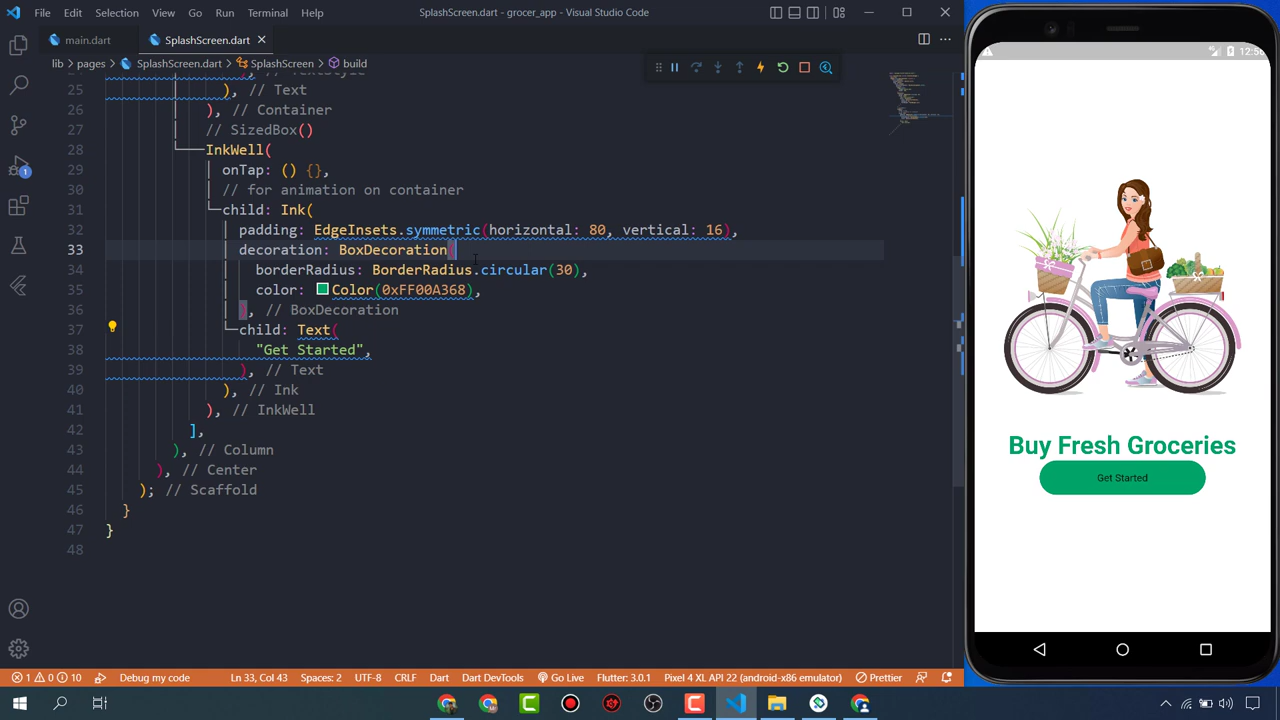 File Edit Selection View Go Run Terminal Help
SplashScreen.dart - grocer_app - Visual Studio Code
main.dart
SplashScreen.dart
lib > pages > SplashScreen.dart > SplashScreen > build
25 ), // Text
26 ), // Container
27 // SizedBox()
28 InkWell(
29 onTap: () {},
30 // for animation on container
31 child: Ink(
32 padding: EdgeInsets.symmetric(horizontal: 80, vertical: 16),
33 decoration: BoxDecoration(
34 borderRadius: BorderRadius.circular(30),
35 color: Color(0xFF00A368),
36 ), // BoxDecoration
37 child: Text(
38 "Get Started",
39 ), // Text
40 ), // Ink
41 ), // InkWell
42 ],
43 ), // Column
44 ), // Center
45 ); // Scaffold
46 }
47 }
48
1
1 0 10 Debug my code Ln 33, Col 43 Spaces: 2 UTF-8 CRLF Dart Dart DevTools Go Live Flutter: 3.0.1 Pixel 4 XL API 22 (android-x86 emulator) Prettier
Buy Fresh Groceries
Get Started